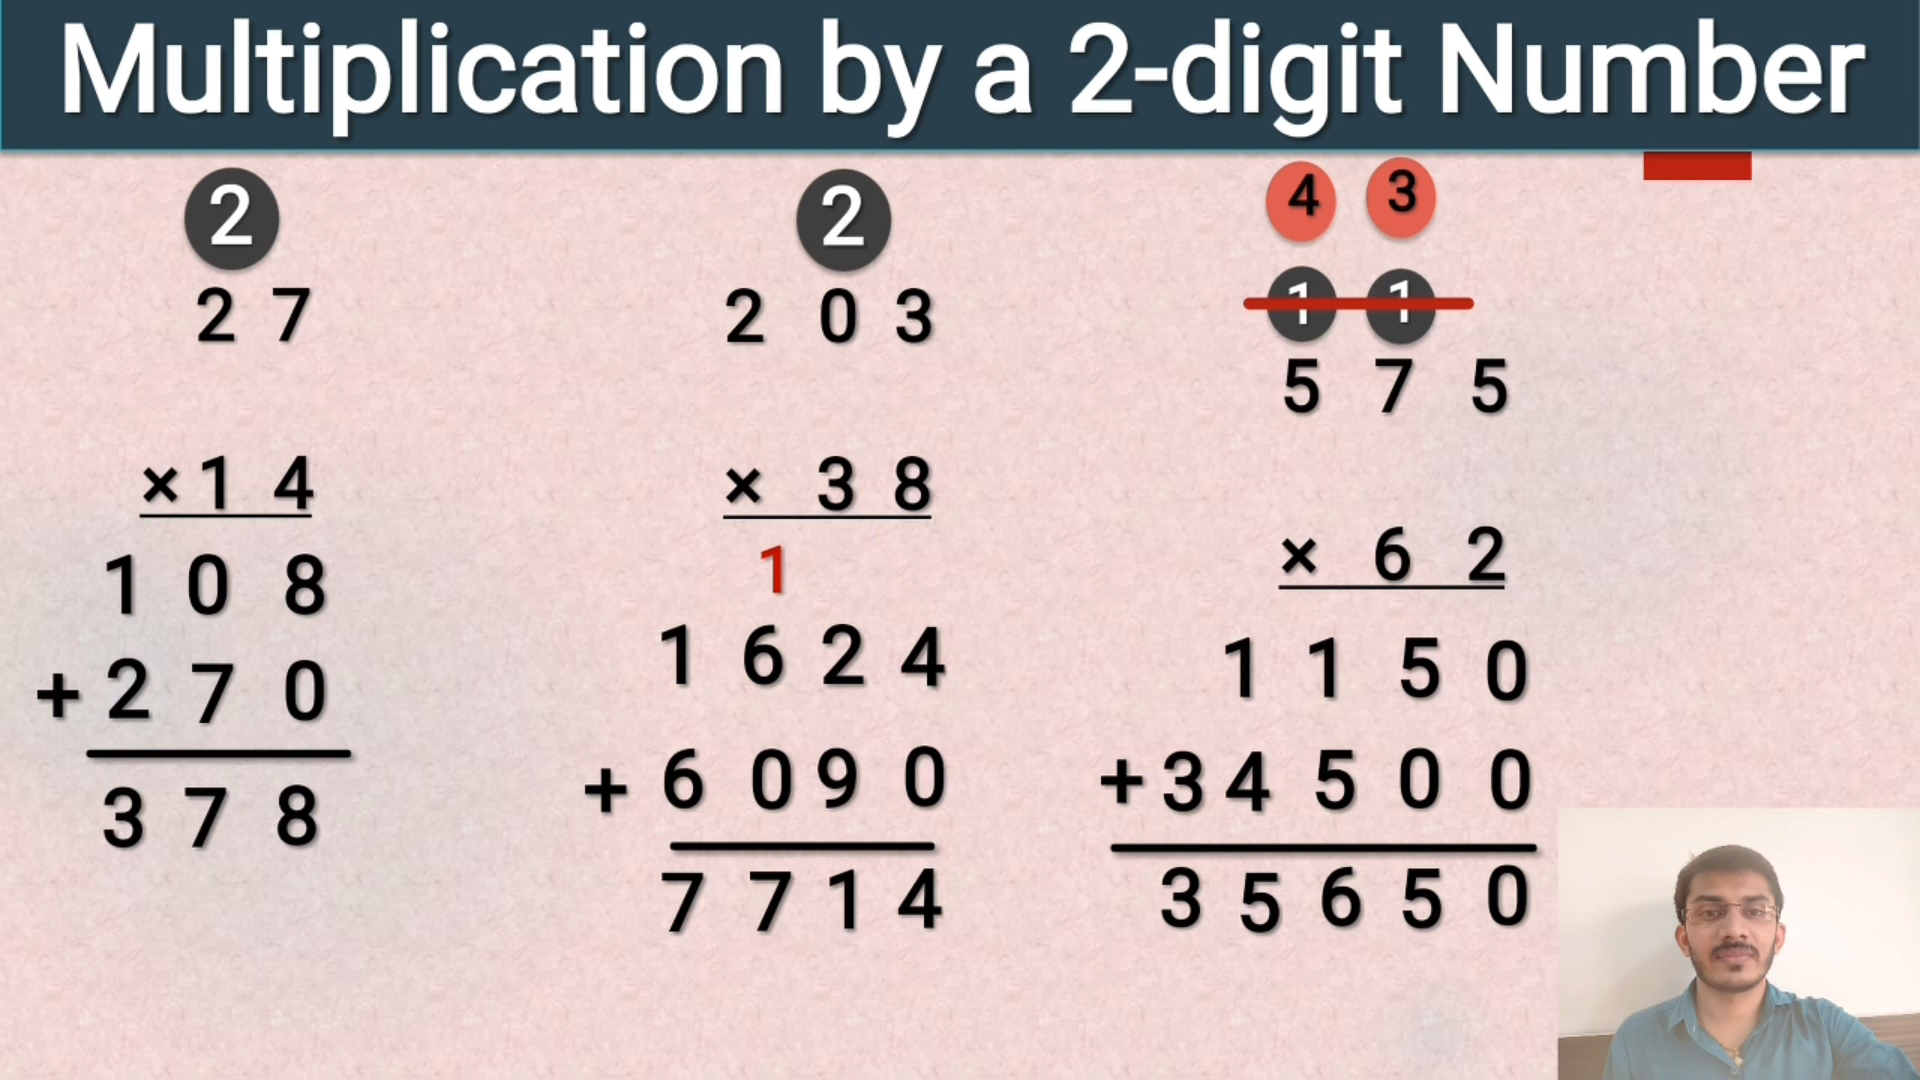 Multiplication by a 2-digit Number
2
2 7
× 1 4
1 0 8
+ 2 7 0
3 7 8
2
2 0 3
× 3 8
1
1 6 2 4
+ 6 0 9 0
7 7 1 4
4 3
1 1
5 7 5
× 6 2
1 1 5 0
+ 3 4 5 0 0
3 5 6 5 0